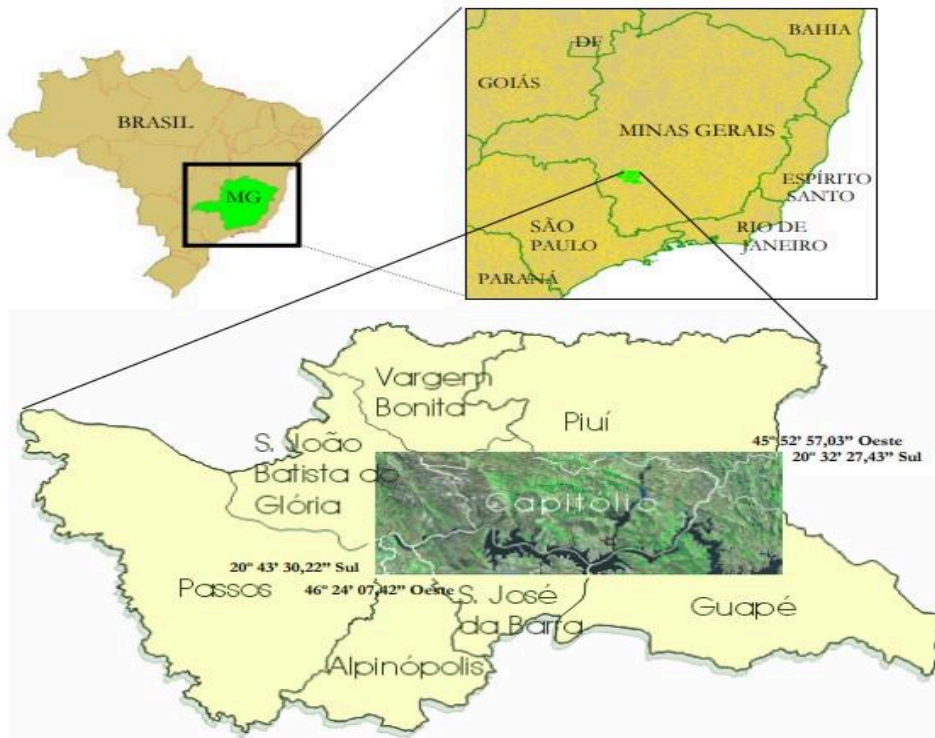 BRASIL
MG
DF
BAHIA
GOIÁS
MINAS GERAIS
ESPÍRITO
SANTO
SÃO
PAULO
RIO DE
JANEIRO
PARANÁ
Vargem
Bonita
Piuí
45º 52' 57,03" Oeste
20º 32' 27,43" Sul
S. João
Batista do
Glória
Capitólio
20º 43' 30,22" Sul
46º 24' 07,42" Oeste
Passos
S. José
da Barra
Guapé
Alpinópolis